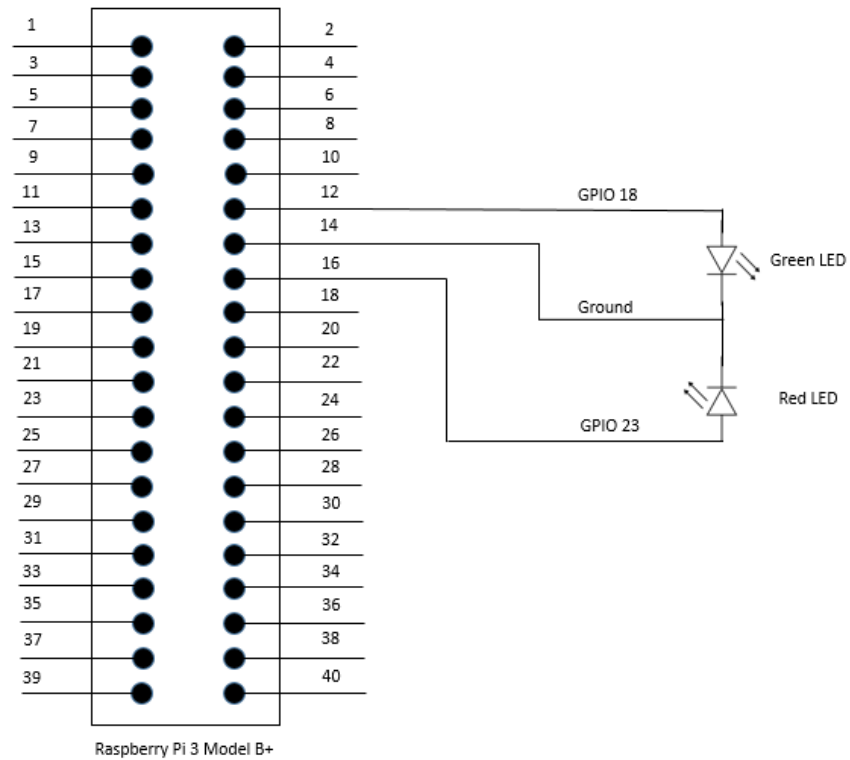 1 2
3 4
5 6
7 8
9 10
11 12 GPIO 18
13 14
15 16 Green LED
17 18 Ground
19 20
21 22
23 24 Red LED
25 26 GPIO 23
27 28
29 30
31 32
33 34
35 36
37 38
39 40
Raspberry Pi 3 Model B+